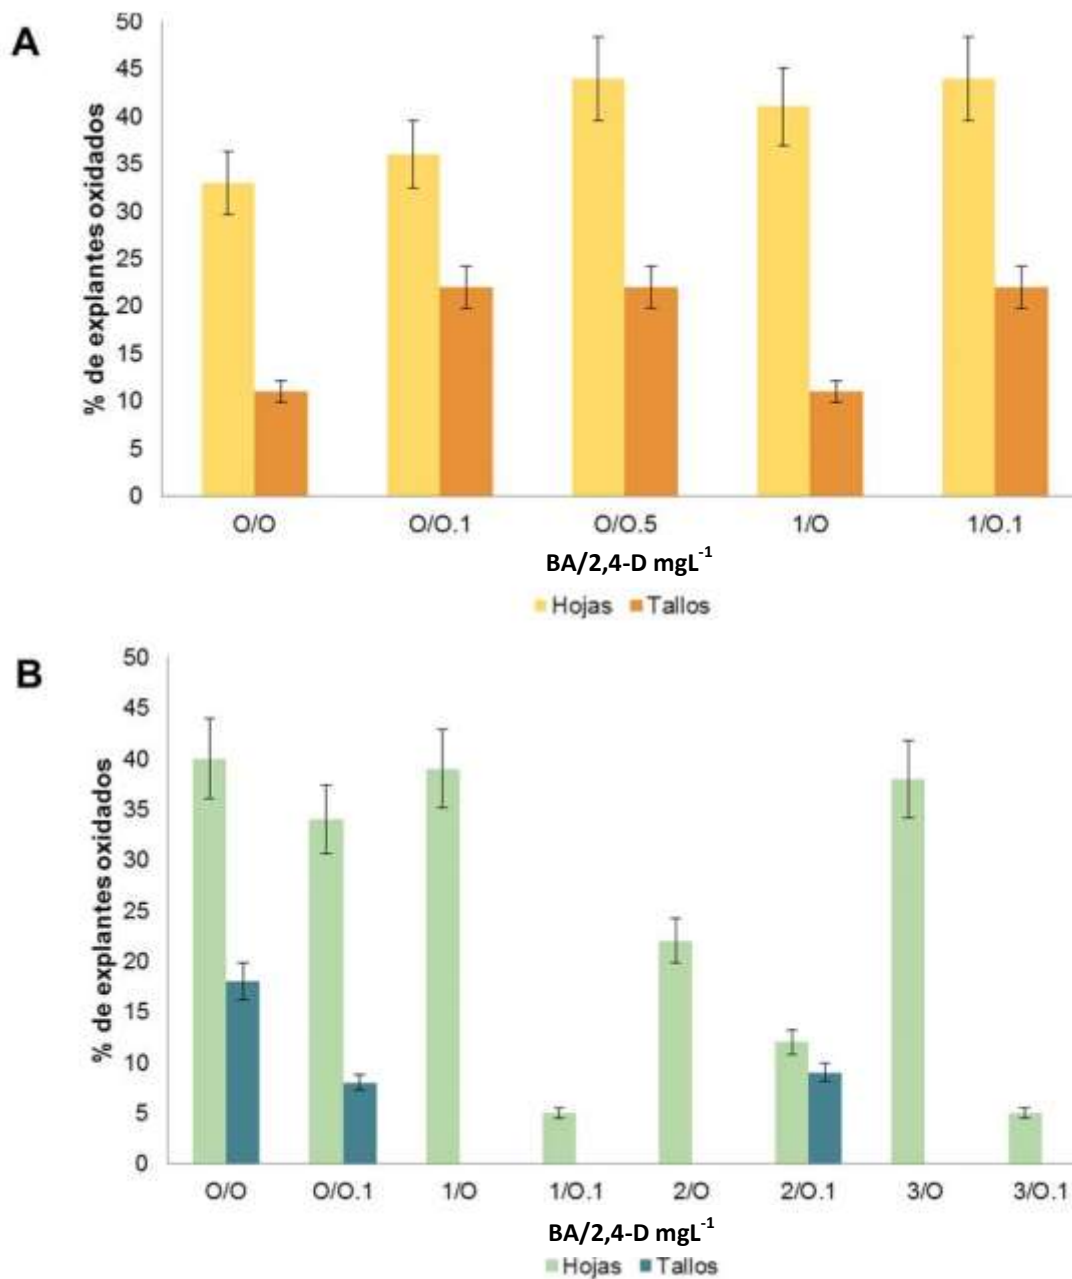 A
50
45
40
35
30
25
20
15
10
5
0
% de explantes oxidados
O/O O/O.1 O/O.5 1/O 1/O.1
BA/2,4-D mgL⁻¹
Hojas Tallos
B
50
45
40
35
30
25
20
15
10
5
0
% de explantes oxidados
O/O O/O.1 1/O 1/O.1 2/O 2/O.1 3/O 3/O.1
BA/2,4-D mgL⁻¹
Hojas Tallos